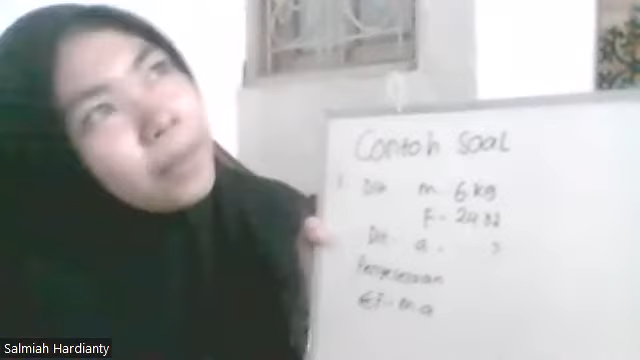 Contoh Soal
1 Dik m = 6 kg
F = 24 N
Dit. a = ?
Penyelesaian
ΣF = m.a
Salmiah Hardianty